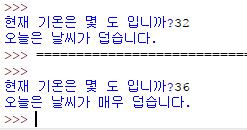 >>>
현재 기온은 몇 도 입니까?32
오늘은 날씨가 덥습니다.
>>> ============================
>>>
현재 기온은 몇 도 입니까?36
오늘은 날씨가 매우 덥습니다.
>>>